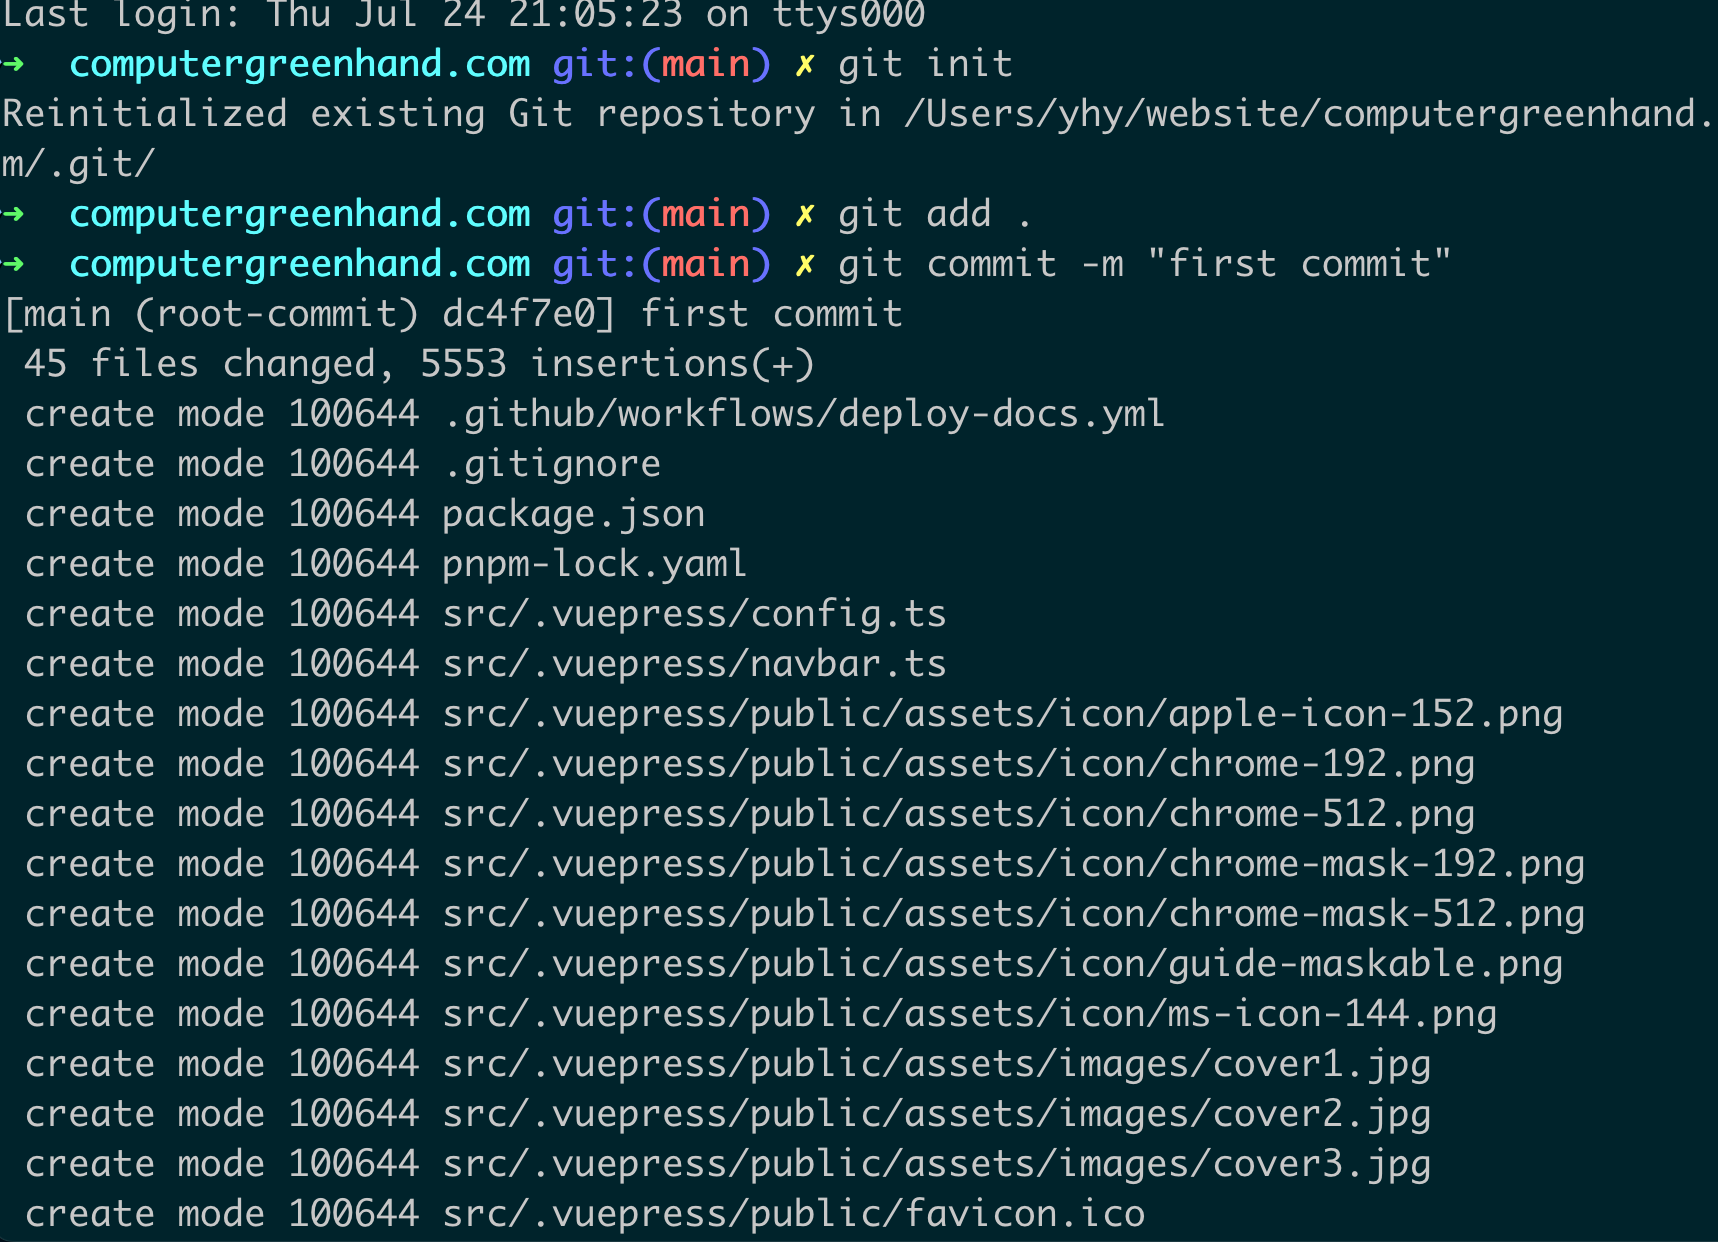 Last login: Thu Jul 24 21:05:23 on ttys000
➜  computergreenhand.com git:(main) ✗ git init
Reinitialized existing Git repository in /Users/yhy/website/computergreenhand.
m/.git/
➜  computergreenhand.com git:(main) ✗ git add .
➜  computergreenhand.com git:(main) ✗ git commit -m "first commit"
[main (root-commit) dc4f7e0] first commit
 45 files changed, 5553 insertions(+)
 create mode 100644 .github/workflows/deploy-docs.yml
 create mode 100644 .gitignore
 create mode 100644 package.json
 create mode 100644 pnpm-lock.yaml
 create mode 100644 src/.vuepress/config.ts
 create mode 100644 src/.vuepress/navbar.ts
 create mode 100644 src/.vuepress/public/assets/icon/apple-icon-152.png
 create mode 100644 src/.vuepress/public/assets/icon/chrome-192.png
 create mode 100644 src/.vuepress/public/assets/icon/chrome-512.png
 create mode 100644 src/.vuepress/public/assets/icon/chrome-mask-192.png
 create mode 100644 src/.vuepress/public/assets/icon/chrome-mask-512.png
 create mode 100644 src/.vuepress/public/assets/icon/guide-maskable.png
 create mode 100644 src/.vuepress/public/assets/icon/ms-icon-144.png
 create mode 100644 src/.vuepress/public/assets/images/cover1.jpg
 create mode 100644 src/.vuepress/public/assets/images/cover2.jpg
 create mode 100644 src/.vuepress/public/assets/images/cover3.jpg
 create mode 100644 src/.vuepress/public/favicon.ico